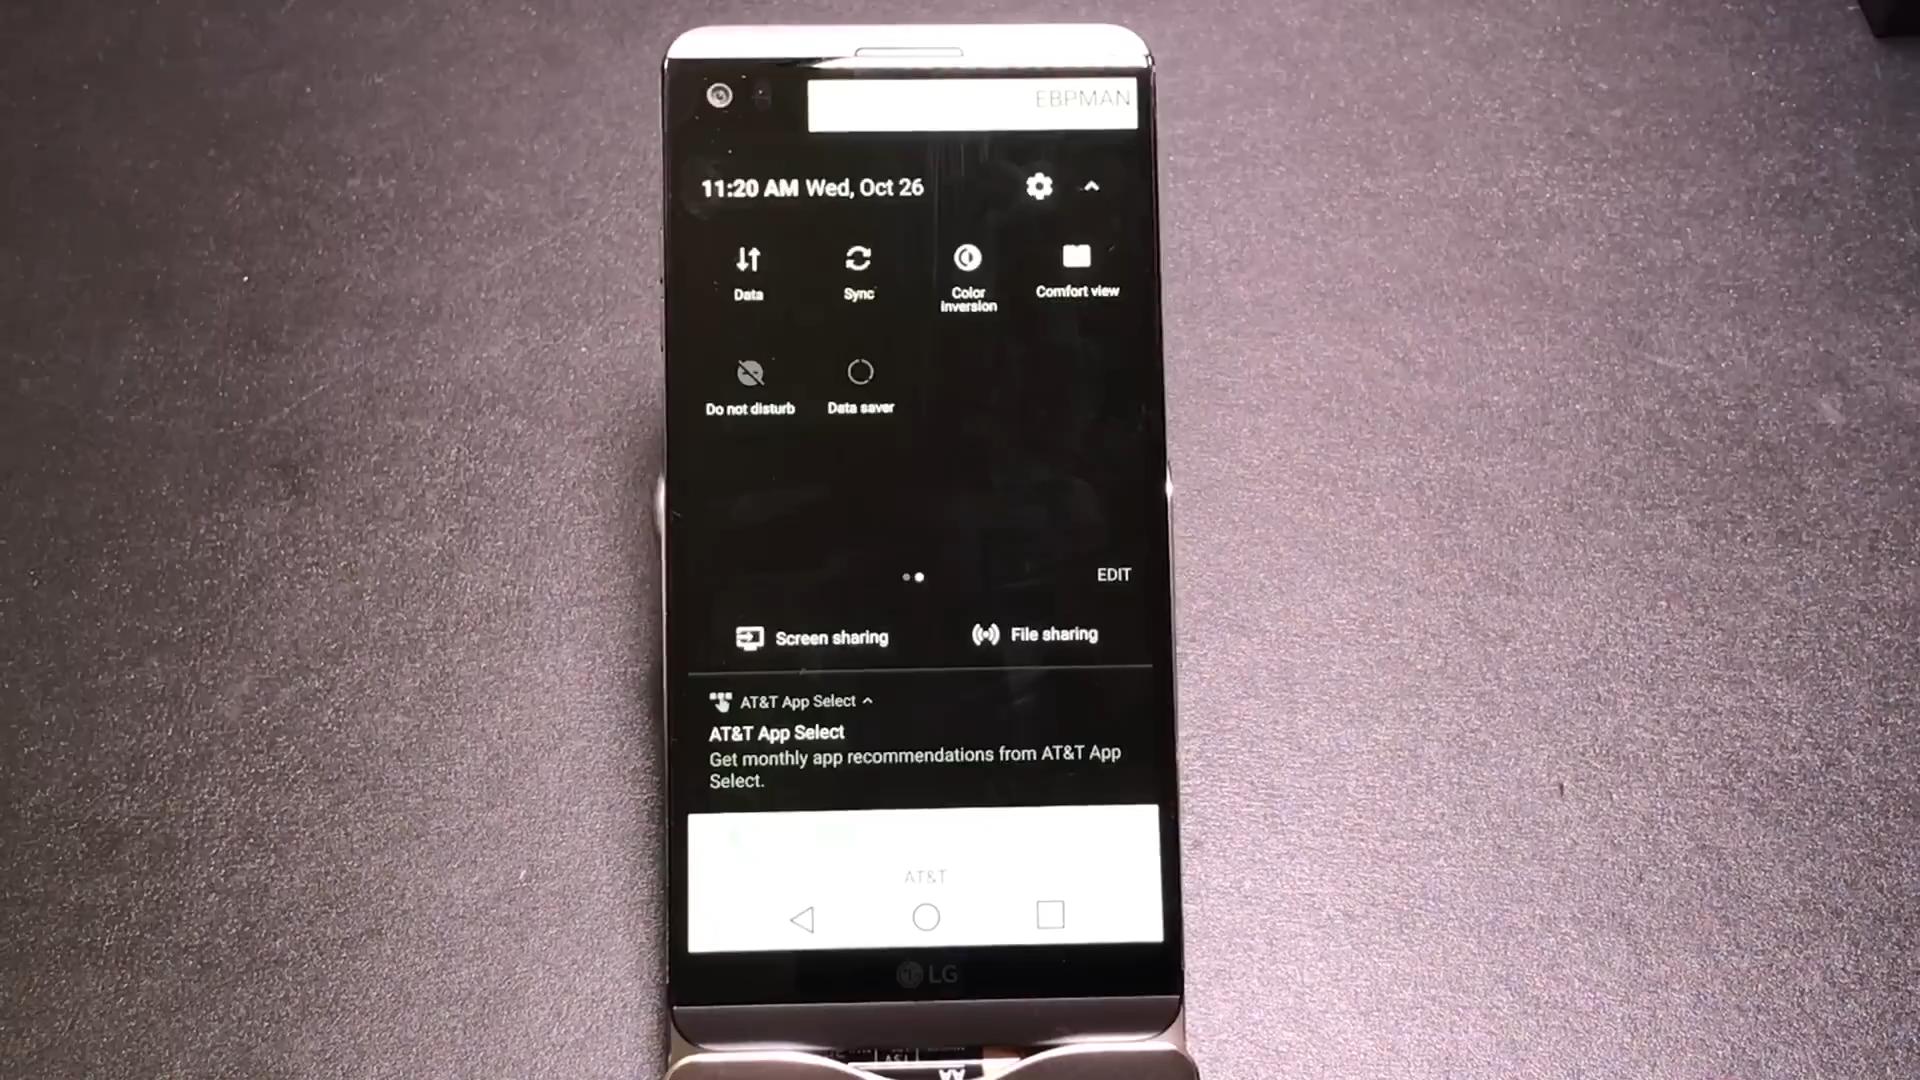 EBPMAN
11:20 AM Wed, Oct 26
Data
Sync
Color
inversion
Comfort view
Do not disturb
Data saver
EDIT
Screen sharing
File sharing
AT&T App Select
AT&T App Select
Get monthly app recommendations from AT&T App
Select.
AT&T
LG